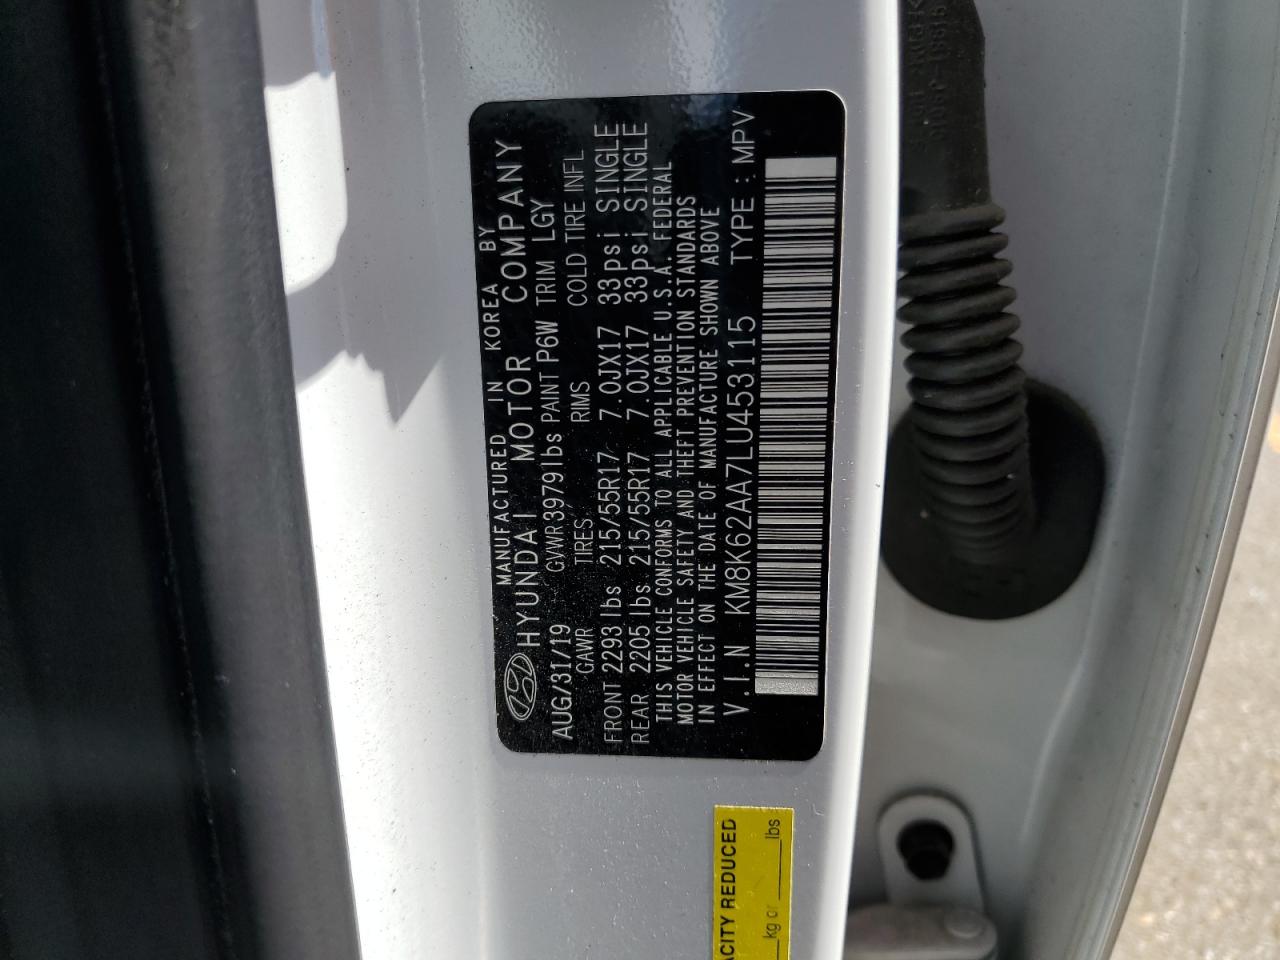 MANUFACTURED IN KOREA BY
HYUNDAI MOTOR COMPANY
AUG/31/19 GVWR 3979lbs PAINT P6W TRIM LGY
GAWR TIRES RIMS COLD TIRE INFL
FRONT 2293 lbs 215/55R17 7.0JX17 33psi SINGLE
REAR 2205 lbs 215/55R17 7.0JX17 33psi SINGLE
THIS VEHICLE CONFORMS TO ALL APPLICABLE U.S.A. FEDERAL
MOTOR VEHICLE SAFETY AND THEFT PREVENTION STANDARDS
IN EFFECT ON THE DATE OF MANUFACTURE SHOWN ABOVE
V.I.N KM8K62AA7LU453115 TYPE : MPV
ACITY REDUCED
kg or ______lbs